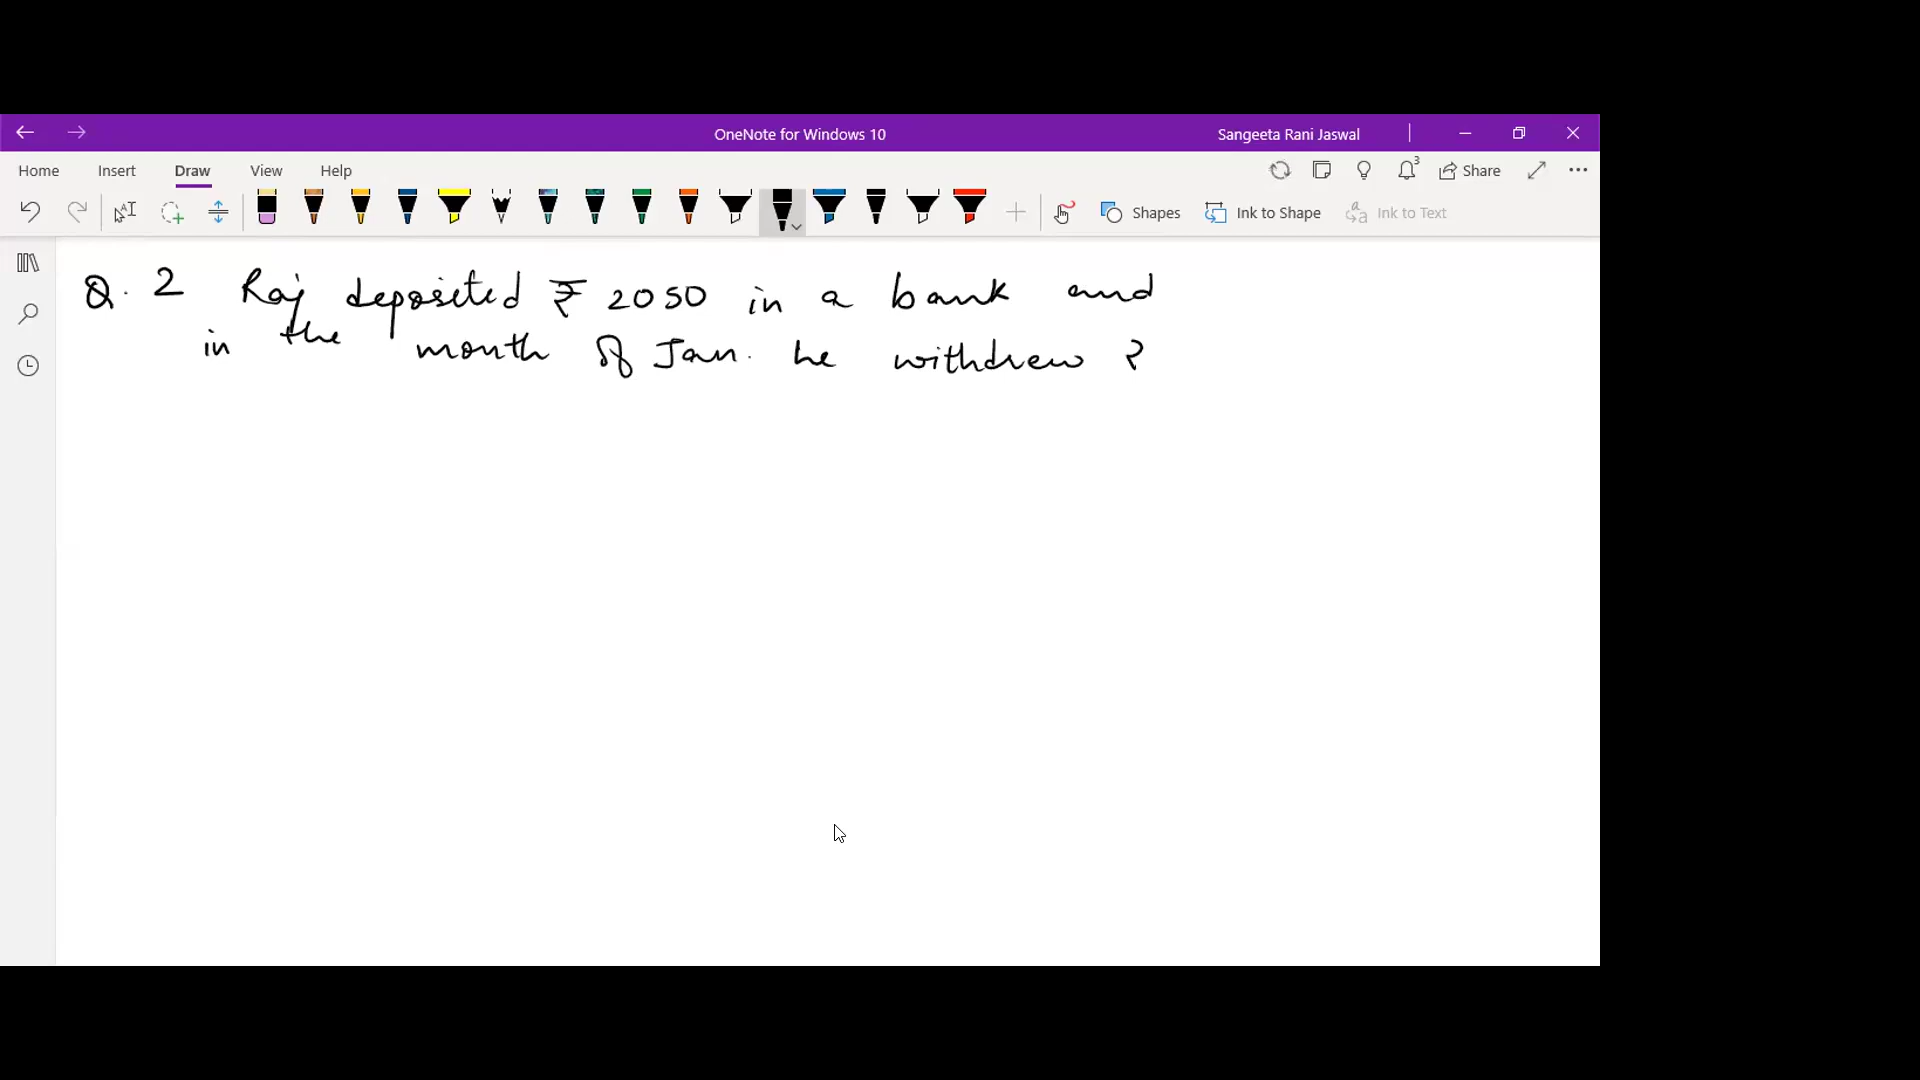 OneNote for Windows 10
Sangeeta Rani Jaswal
Home Insert Draw View Help
3
Share
Shapes
Ink to Shape
Ink to Text
Q. 2 Raj deposited ₹ 2050 in a bank and
in the month of Jan. he withdrew